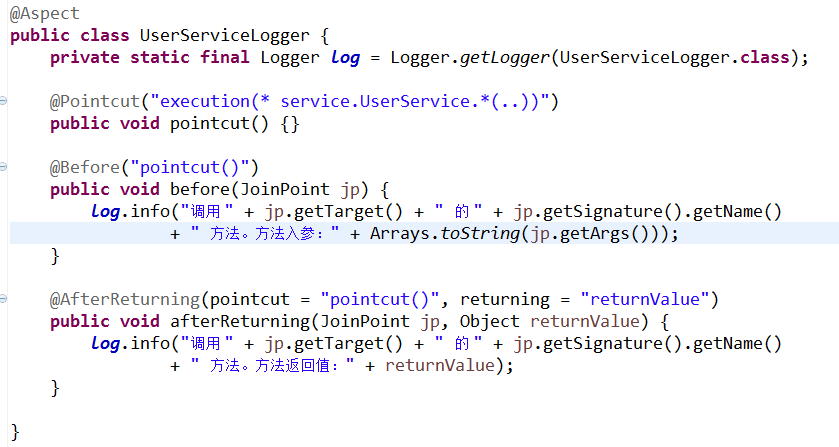 @Aspect
public class UserServiceLogger {
    private static final Logger log = Logger.getLogger(UserServiceLogger.class);
    @Pointcut("execution(* service.UserService.*(..))")
    public void pointcut() {}
    @Before("pointcut()")
    public void before(JoinPoint jp) {
        log.info("调用" + jp.getTarget() + " 的" + jp.getSignature().getName()
                + " 方法。方法入参：" + Arrays.toString(jp.getArgs()));
    }
    @AfterReturning(pointcut = "pointcut()", returning = "returnValue")
    public void afterReturning(JoinPoint jp, Object returnValue) {
        log.info("调用" + jp.getTarget() + " 的" + jp.getSignature().getName()
                + " 方法。方法返回值：" + returnValue);
    }
}